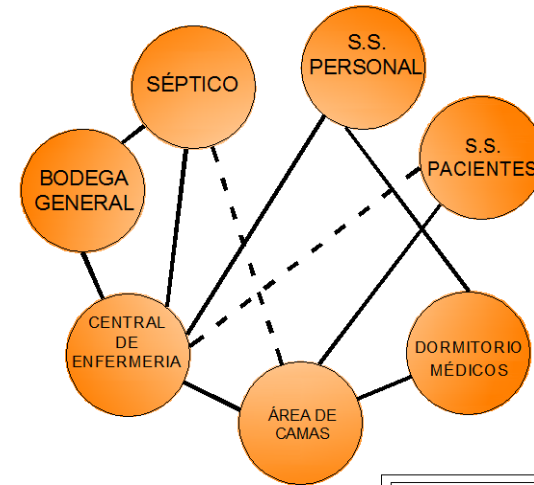 S.S.
PERSONAL
SÉPTICO
S.S.
PACIENTES
BODEGA
GENERAL
CENTRAL
DE
ENFERMERIA
DORMITORIO
MÉDICOS
ÁREA DE
CAMAS